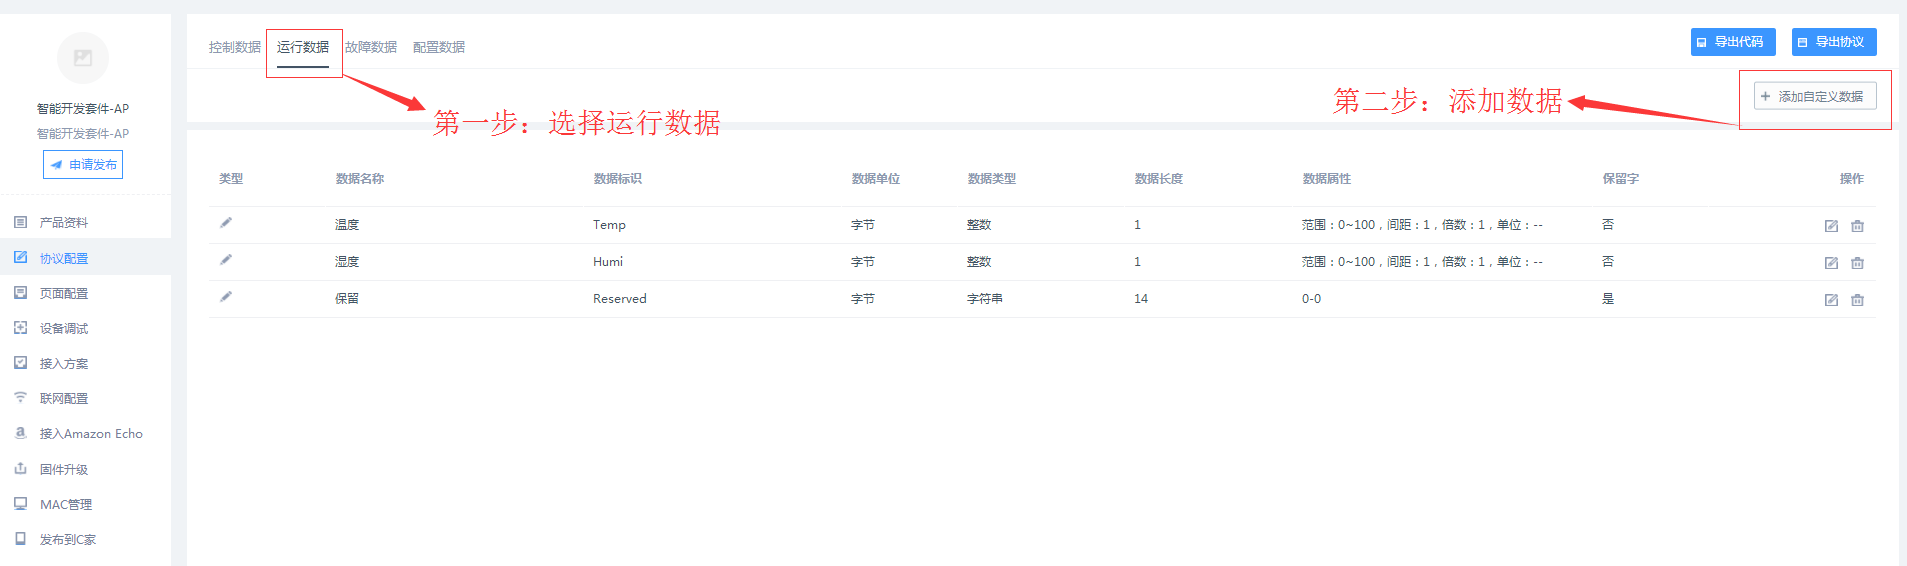 智能开发套件-AP
智能开发套件-AP
申请发布
产品资料
协议配置
页面配置
设备调试
接入方案
联网配置
接入Amazon Echo
固件升级
MAC管理
发布到C家
控制数据 运行数据 故障数据 配置数据
导出代码 导出协议
添加自定义数据
第一步：选择运行数据
第二步：添加数据
类型 数据名称 数据标识 数据单位 数据类型 数据长度 数据属性 保留字 操作
温度 Temp 字节 整数 1 范围：0~100，间距：1，倍数：1，单位：-- 否
湿度 Humi 字节 整数 1 范围：0~100，间距：1，倍数：1，单位：-- 否
保留 Reserved 字节 字符串 14 0-0 是